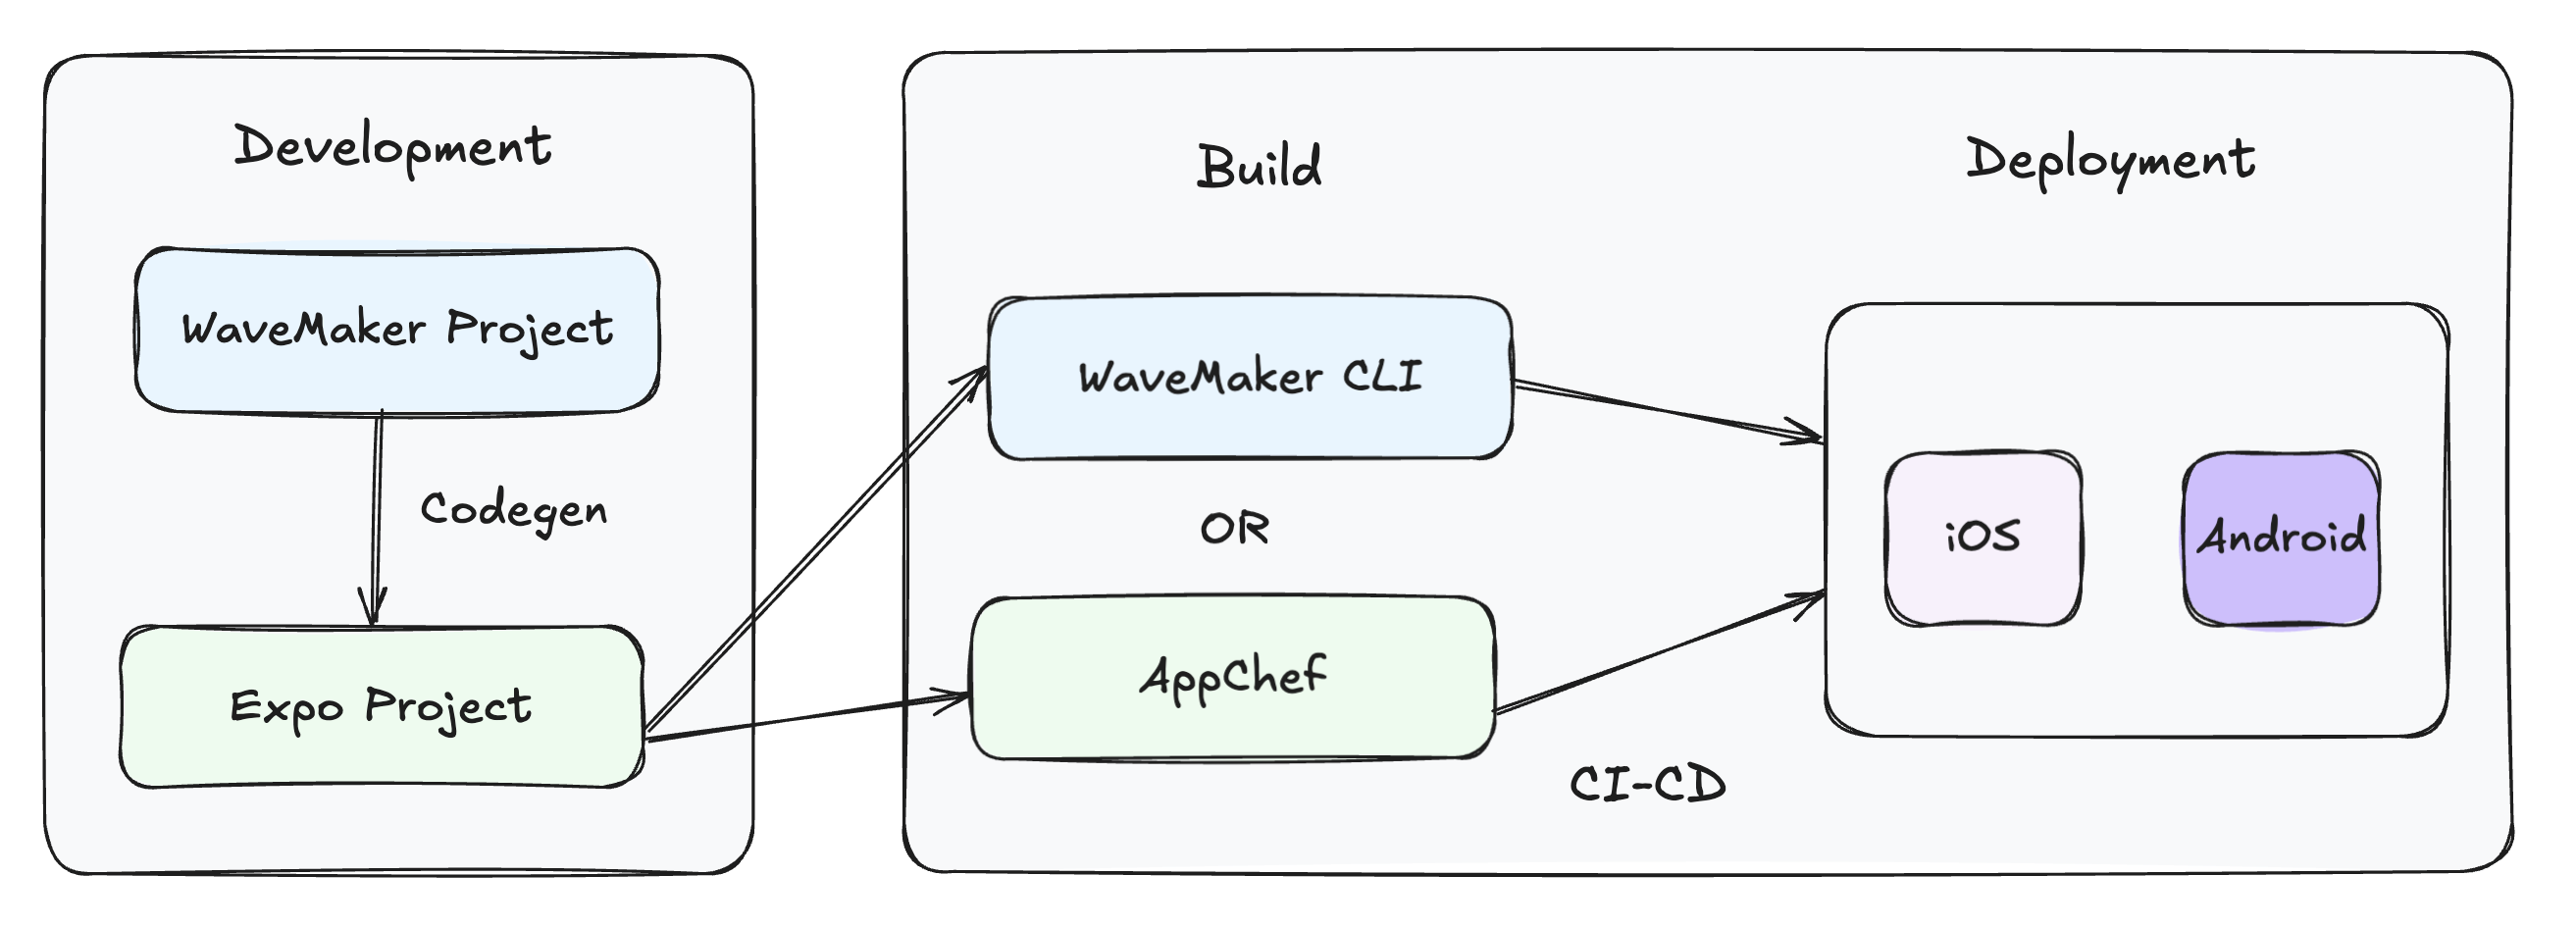 Development
WaveMaker Project
Codegen
Expo Project
Build
Deployment
WaveMaker CLI
OR
AppChef
iOS
Android
CI-CD